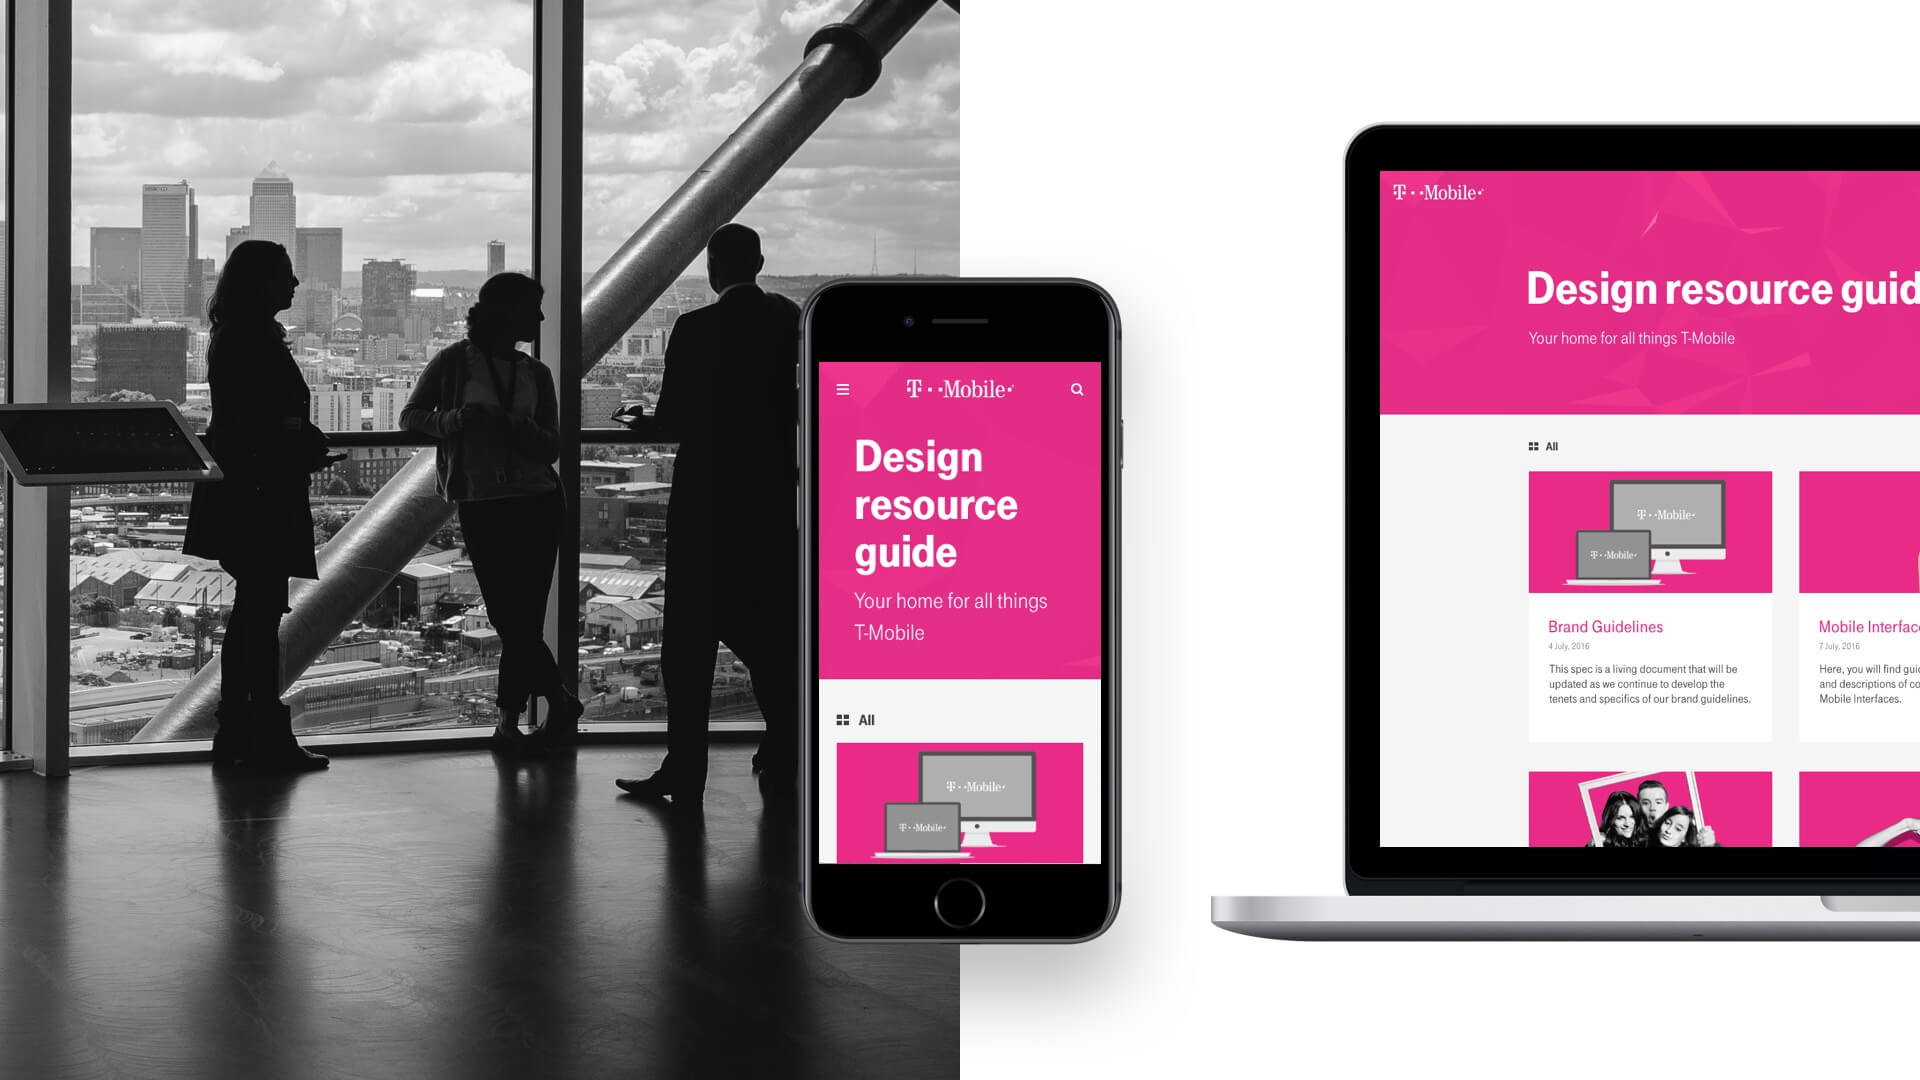 T··Mobile·
Design
resource
guide
Your home for all things
T-Mobile
All
T··Mobile·
T··Mobile·
T··Mobile·
Design resource guid
Your home for all things T-Mobile
All
T··Mobile·
T··Mobile·
Brand Guidelines
4 July, 2016
This spec is a living document that will be
updated as we continue to develop the
tenets and specifics of our brand guidelines.
Mobile Interfac
7 July, 2016
Here, you will find gui
and descriptions of co
Mobile Interfaces.